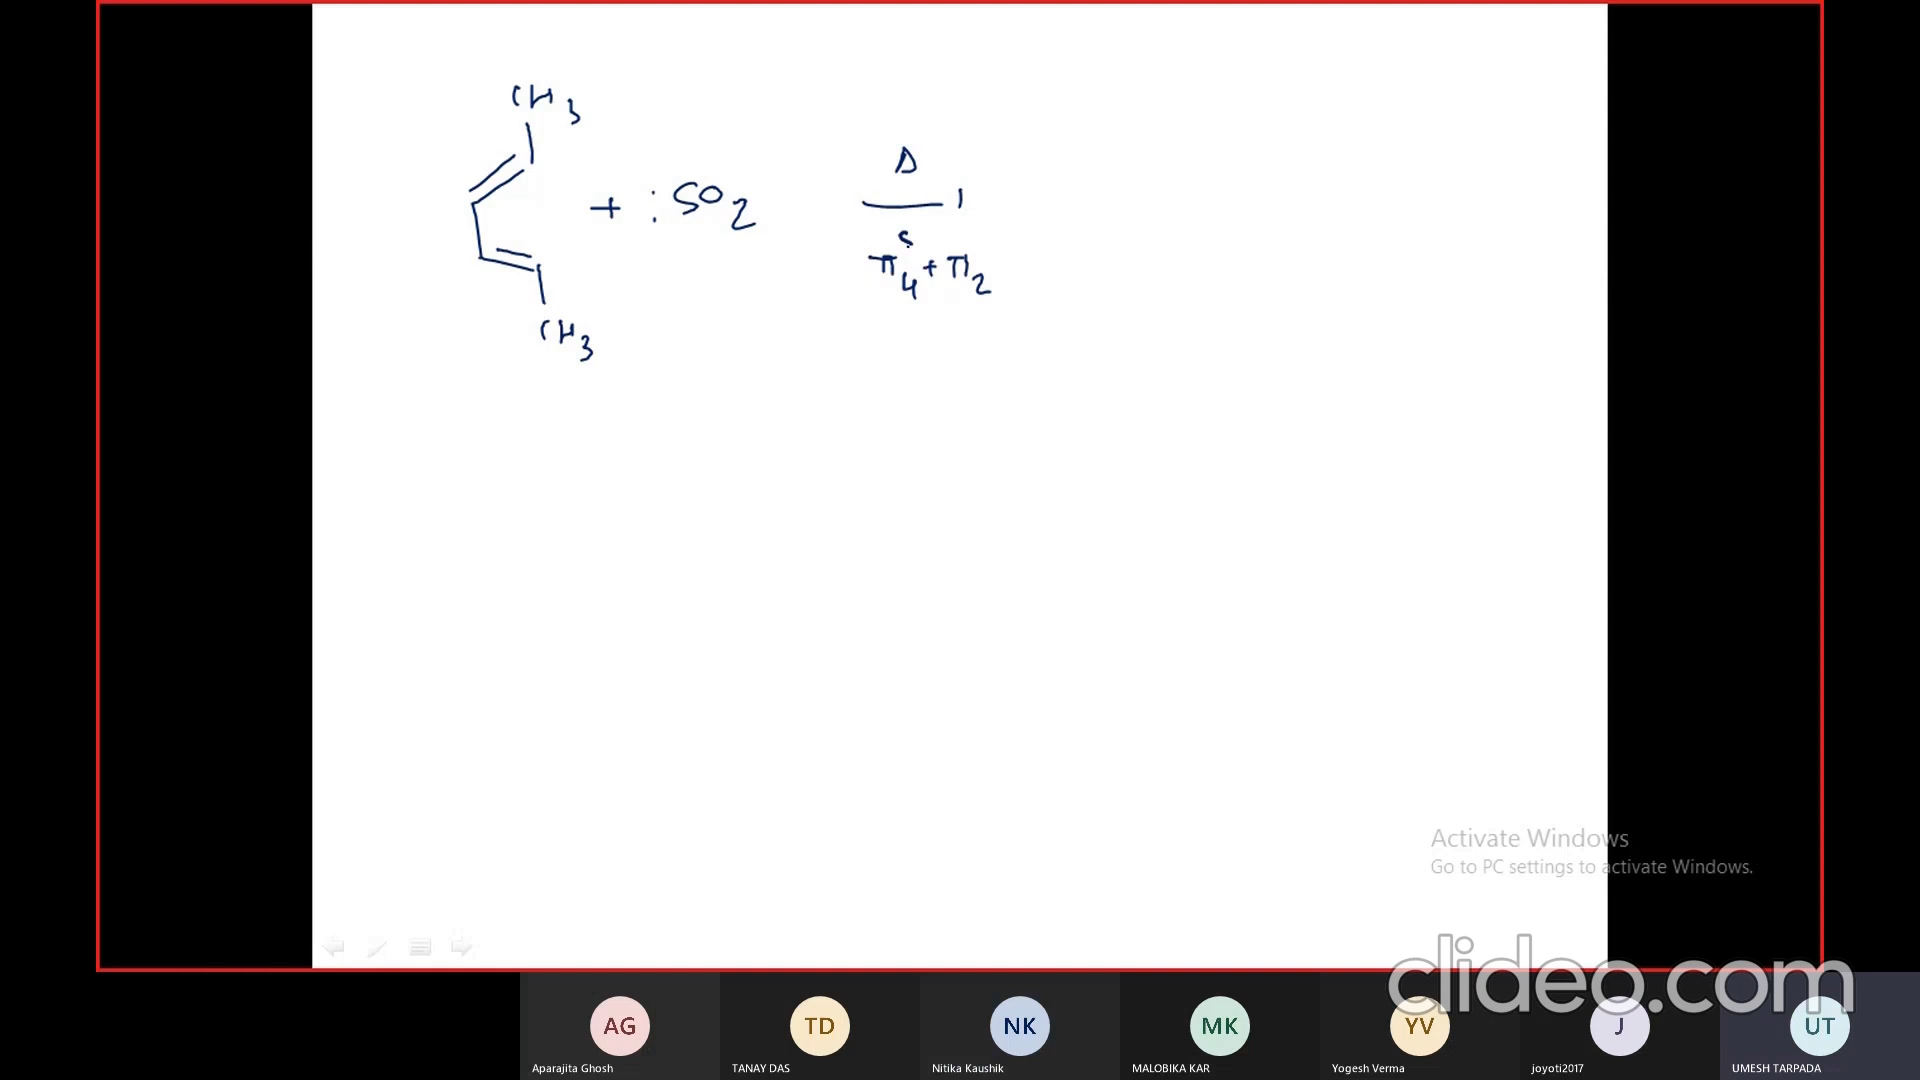 CH3
+ :SO2
Δ
s
π4 + π2
CH3
Activate Windows
Go to PC settings to activate Windows.
clideo.com
AG
TD
NK
MK
YV
J
UT
Aparajita Ghosh
TANAY DAS
Nitika Kaushik
MALOBIKA KAR
Yogesh Verma
joyoti2017
UMESH TARPADA